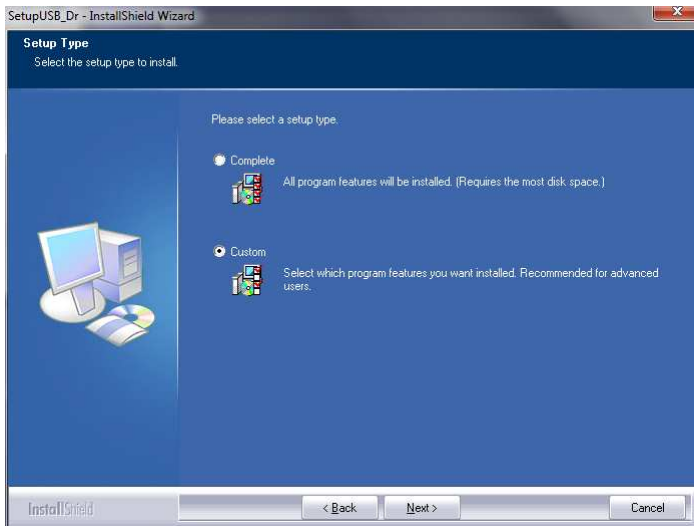 SetupUSB_Dr - InstallShield Wizard
Setup Type
Select the setup type to install.
Please select a setup type.
Complete
All program features will be installed. (Requires the most disk space.)
Custom
Select which program features you want installed. Recommended for advanced
users.
InstallShield
< Back
Next >
Cancel